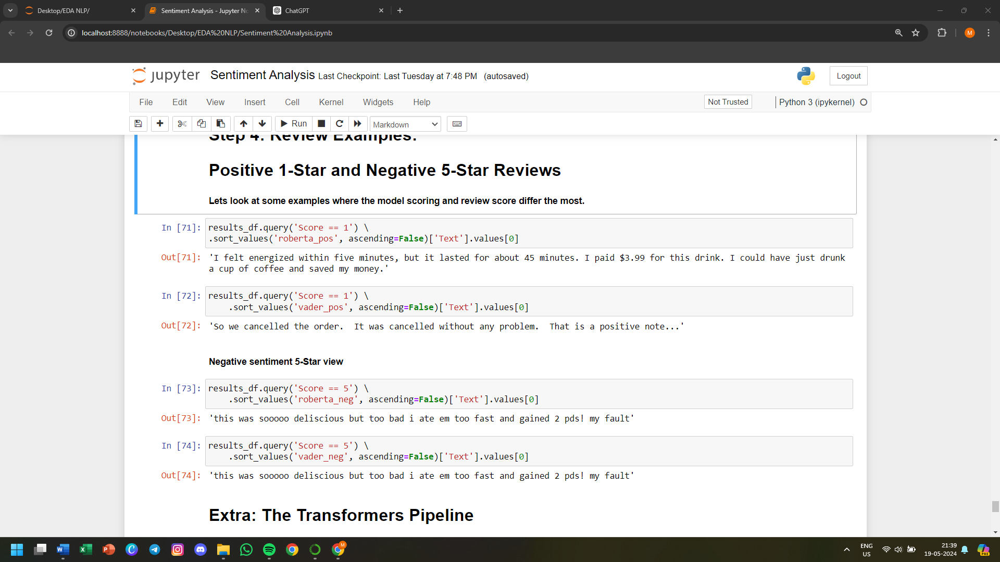 Desktop/EDA NLP/
Sentiment Analysis - Jupyter No
ChatGPT
localhost:8888/notebooks/Desktop/EDA%20NLP/Sentiment%20Analysis.ipynb
M
jupyter Sentiment Analysis Last Checkpoint: Last Tuesday at 7:48 PM (autosaved)
Logout
File Edit View Insert Cell Kernel Widgets Help
Not Trusted
Python 3 (ipykernel)
Run
Markdown
Step 4. Review Examples:
Positive 1-Star and Negative 5-Star Reviews
Lets look at some examples where the model scoring and review score differ the most.
In [71]: results_df.query('Score == 1') \
.sort_values('roberta_pos', ascending=False)['Text'].values[0]
Out[71]: 'I felt energized within five minutes, but it lasted for about 45 minutes. I paid $3.99 for this drink. I could have just drunk
a cup of coffee and saved my money.'
In [72]: results_df.query('Score == 1') \
.sort_values('vader_pos', ascending=False)['Text'].values[0]
Out[72]: 'So we cancelled the order.  It was cancelled without any problem.  That is a positive note...'
Negative sentiment 5-Star view
In [73]: results_df.query('Score == 5') \
.sort_values('roberta_neg', ascending=False)['Text'].values[0]
Out[73]: 'this was sooooo deliscious but too bad i ate em too fast and gained 2 pds! my fault'
In [74]: results_df.query('Score == 5') \
.sort_values('vader_neg', ascending=False)['Text'].values[0]
Out[74]: 'this was sooooo deliscious but too bad i ate em too fast and gained 2 pds! my fault'
Extra: The Transformers Pipeline
M
ENG
US
21:39
19-05-2024
PRE